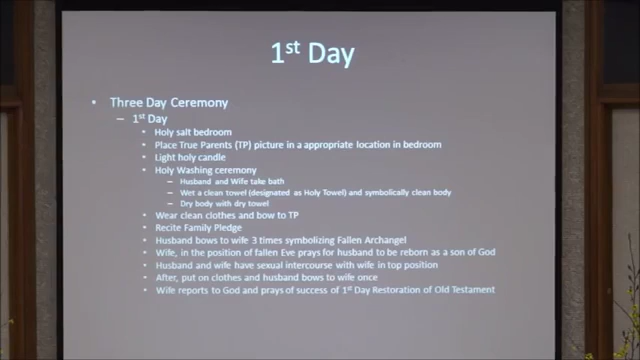 1st Day
• Three Day Ceremony
– 1st Day
• Holy salt bedroom
• Place True Parents (TP) picture in a appropriate location in bedroom
• Light holy candle
• Holy Washing ceremony
– Husband and Wife take bath
– Wet a clean towel (designated as Holy Towel) and symbolically clean body
– Dry body with dry towel
• Wear clean clothes and bow to TP
• Recite Family Pledge
• Husband bows to wife 3 times symbolizing Fallen Archangel
• Wife, in the position of fallen Eve prays for husband to be reborn as a son of God
• Husband and wife have sexual intercourse with wife in top position
• After, put on clothes and husband bows to wife once
• Wife reports to God and prays of success of 1st Day Restoration of Old Testament